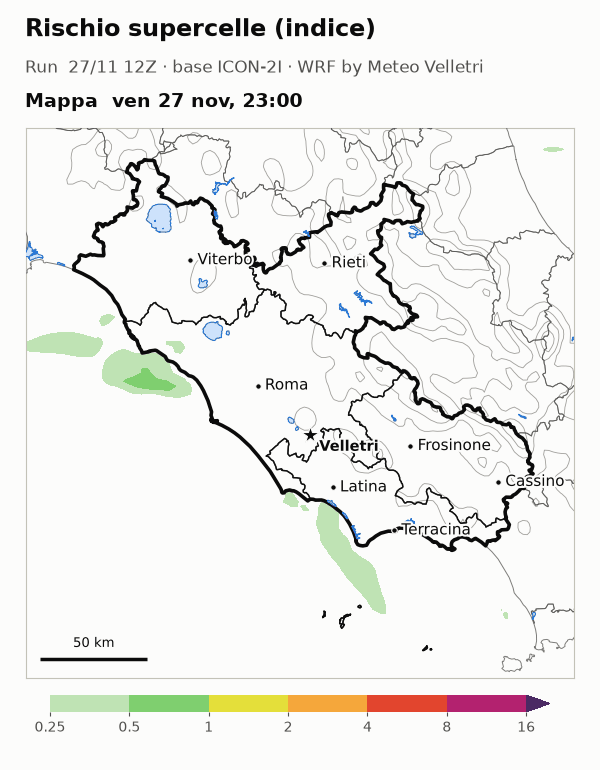 Rischio supercelle (indice)
Run  27/11 12Z · base ICON-2I · WRF by Meteo Velletri
Mappa  ven 27 nov, 23:00
Viterbo
Rieti
Roma
Velletri
Frosinone
Latina
Cassino
Terracina
50 km
0.25 0.5 1 2 4 8 16